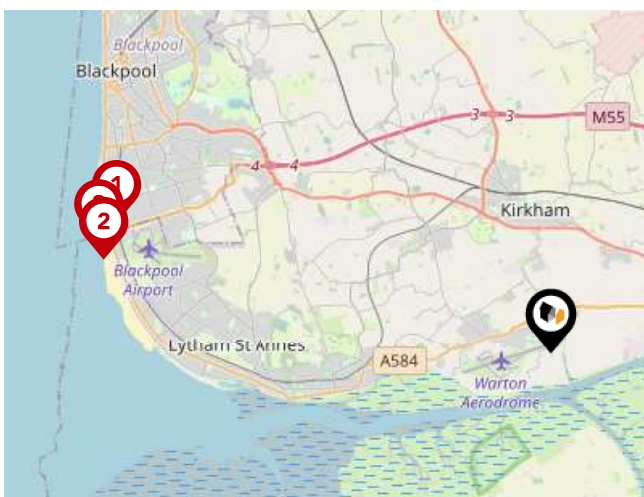 Blackpool
Blackpool
3
3
M55
4
4
1
2
Kirkham
Blackpool
Airport
Lytham St Annes
A584
Warton
Aerodrome